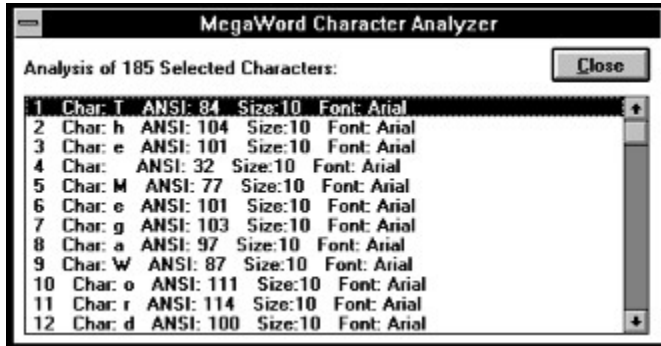 MegaWord Character Analyzer
Analysis of 185 Selected Characters:
Close
1 Char: T ANSI: 84 Size:10 Font: Arial
2 Char: h ANSI: 104 Size:10 Font: Arial
3 Char: e ANSI: 101 Size:10 Font: Arial
4 Char: ANSI: 32 Size:10 Font: Arial
5 Char: M ANSI: 77 Size:10 Font: Arial
6 Char: e ANSI: 101 Size:10 Font: Arial
7 Char: g ANSI: 103 Size:10 Font: Arial
8 Char: a ANSI: 97 Size:10 Font: Arial
9 Char: W ANSI: 87 Size:10 Font: Arial
10 Char: o ANSI: 111 Size:10 Font: Arial
11 Char: r ANSI: 114 Size:10 Font: Arial
12 Char: d ANSI: 100 Size:10 Font: Arial